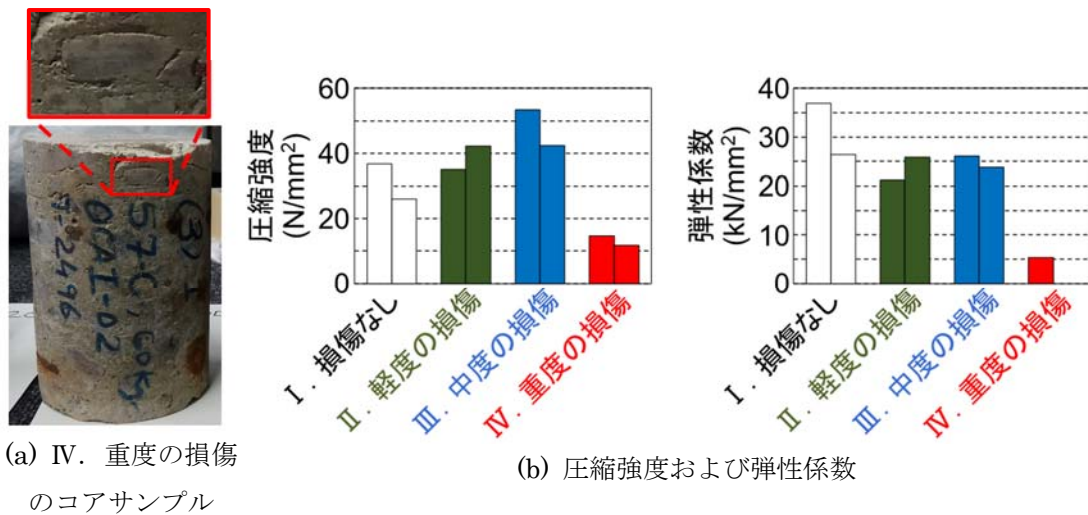 圧縮強度
(N/mm²)
60
40
20
0
Ⅰ. 損傷なし
Ⅱ. 軽度の損傷
Ⅲ. 中度の損傷
Ⅳ. 重度の損傷
弾性係数
(kN/mm²)
40
30
20
10
0
Ⅰ. 損傷なし
Ⅱ. 軽度の損傷
Ⅲ. 中度の損傷
Ⅳ. 重度の損傷
57C, 60kg
OCAI-02
(a) Ⅳ. 重度の損傷
のコアサンプル
(b) 圧縮強度および弾性係数